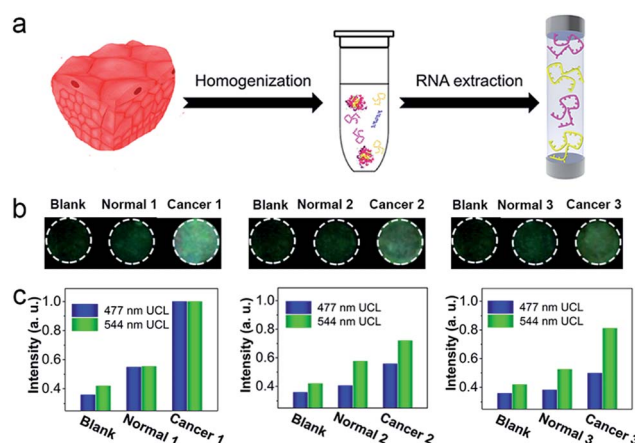 a
Homogenization
RNA extraction
b
Blank Normal 1 Cancer 1
Blank Normal 2 Cancer 2
Blank Normal 3 Cancer 3
c
Intensity (a. u.)
1.0
0.8
0.6
0.4
477 nm UCL
544 nm UCL
Blank
Normal 1
Cancer 1
Intensity (a. u.)
1.0
0.8
0.6
0.4
477 nm UCL
544 nm UCL
Blank
Normal 2
Cancer 2
Intensity (a. u.)
1.0
0.8
0.6
0.4
477 nm UCL
544 nm UCL
Blank
Normal 3
Cancer 3